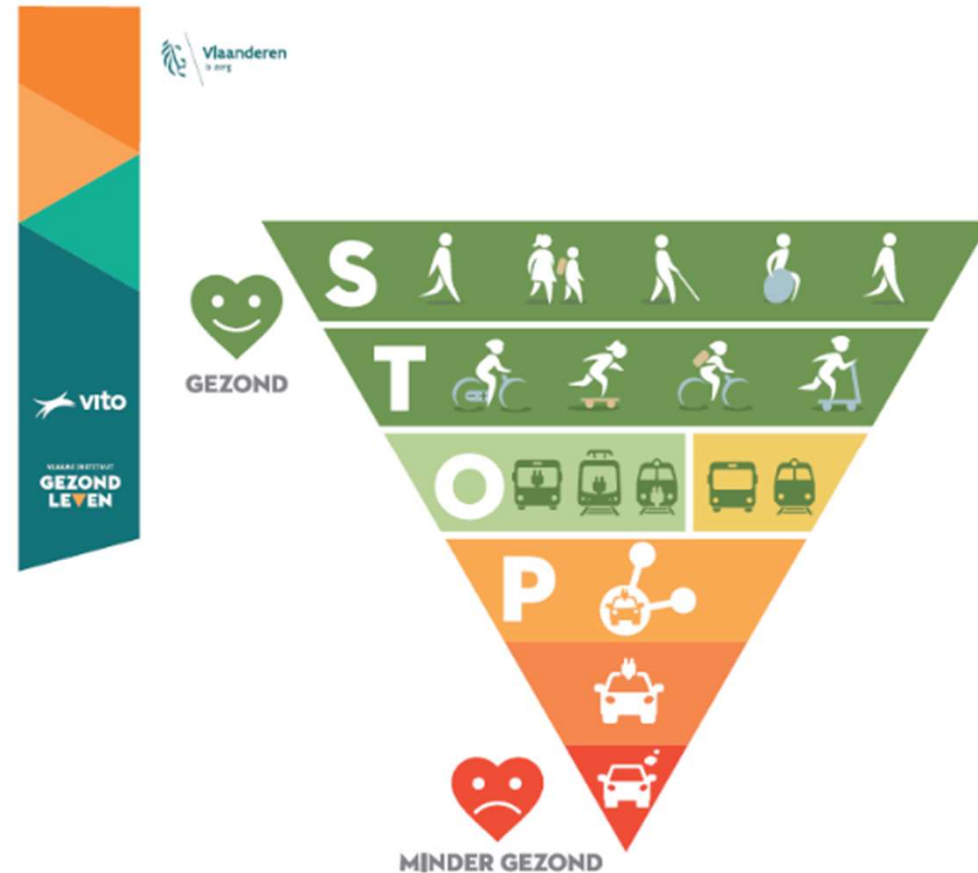 Vlaanderen
is zorg
S
GEZOND
T
vito
O
VLAAMS INSTITUUT
GEZOND
LEVEN
P
MINDER GEZOND